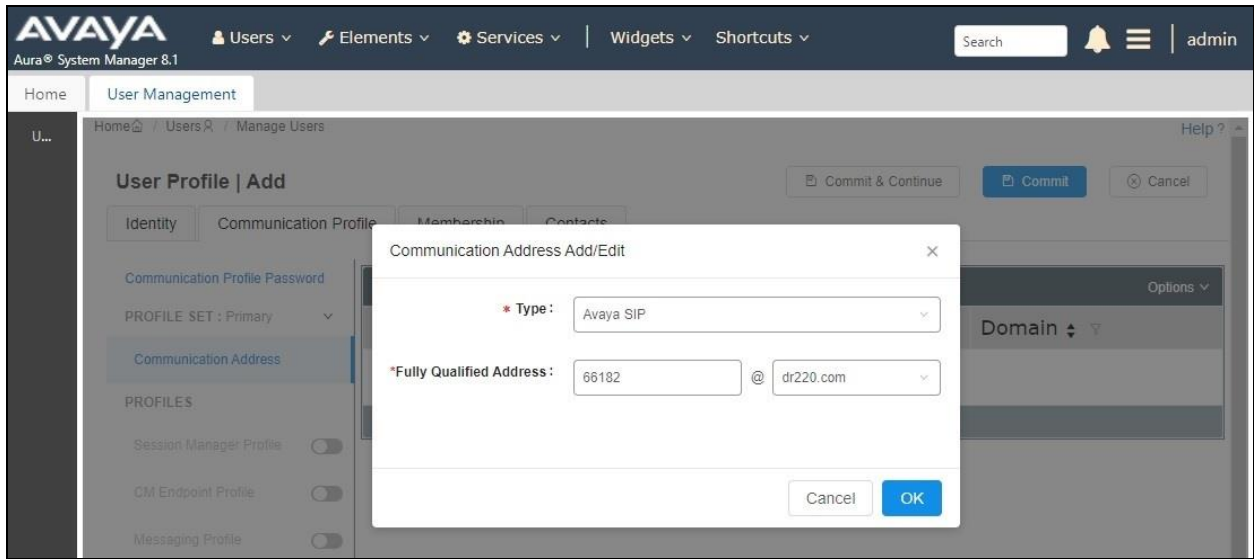 AVAYA
Aura® System Manager 8.1
Users Elements Services | Widgets Shortcuts Search admin
Home User Management
U...
Home / Users / Manage Users Help ?
User Profile | Add Commit & Continue Commit Cancel
Identity Communication Profile Membership Contacts
Communication Address Add/Edit
Communication Profile Password
Options
* Type : Avaya SIP
PROFILE SET : Primary
Domain
Communication Address
*Fully Qualified Address : 66182 @ dr220.com
PROFILES
Session Manager Profile
CM Endpoint Profile
Cancel OK
Messaging Profile